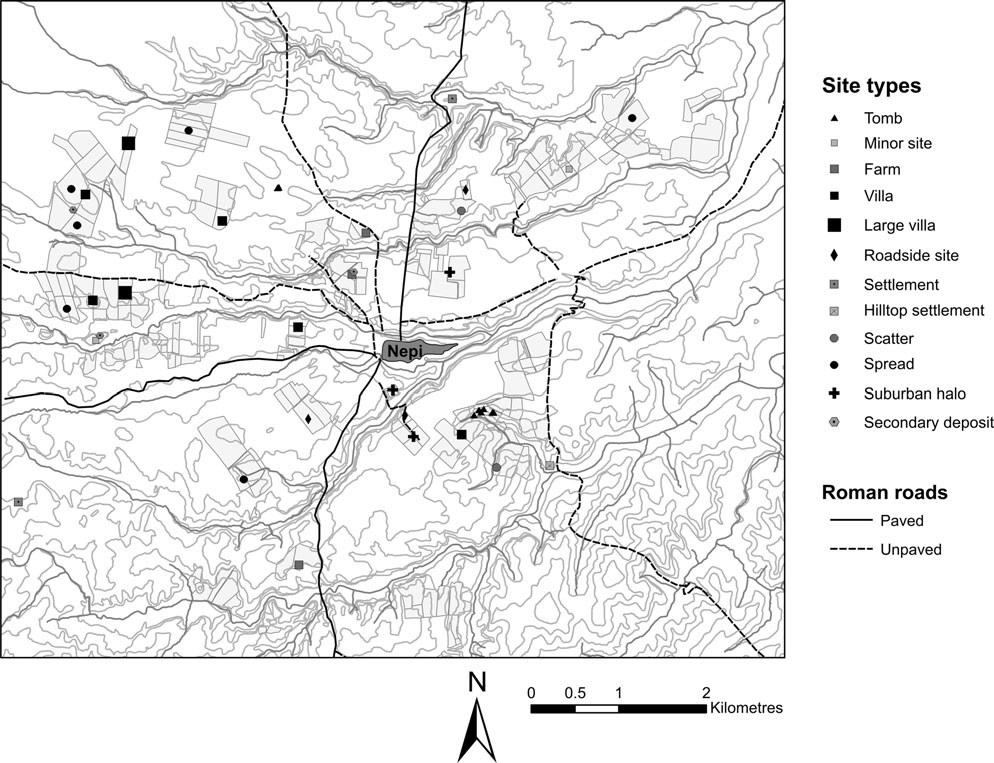 Nepi
Site types
Tomb
Minor site
Farm
Villa
Large villa
Roadside site
Settlement
Hilltop settlement
Scatter
Spread
Suburban halo
Secondary deposit
Roman roads
Paved
Unpaved
N
0 0.5 1 2
Kilometres